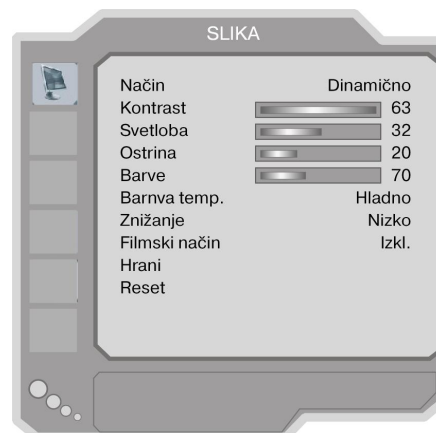 SLIKA
Način Dinamično
Kontrast 63
Svetloba 32
Ostrina 20
Barve 70
Barnva temp. Hladno
Znižanje Nizko
Filmski način Izkl.
Hrani
Reset